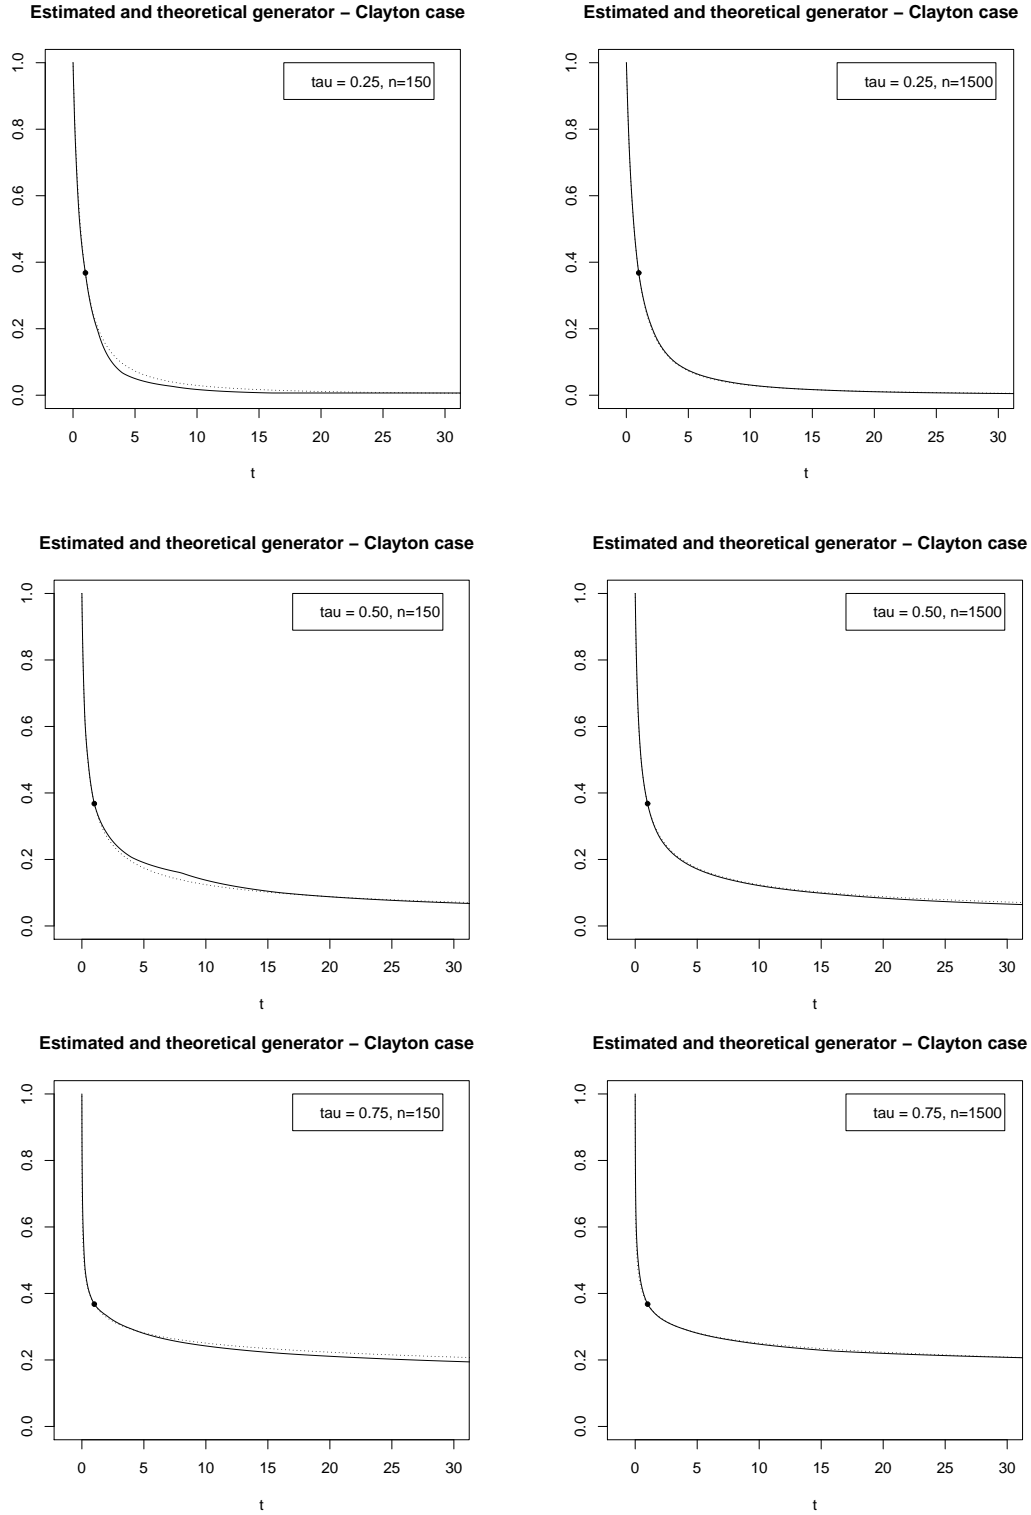 Estimated and theoretical generator – Clayton case
tau = 0.25, n=150
1.0
0.8
0.6
0.4
0.2
0.0
0 5 10 15 20 25 30
t
Estimated and theoretical generator – Clayton case
tau = 0.25, n=1500
1.0
0.8
0.6
0.4
0.2
0.0
0 5 10 15 20 25 30
t
Estimated and theoretical generator – Clayton case
tau = 0.50, n=150
1.0
0.8
0.6
0.4
0.2
0.0
0 5 10 15 20 25 30
t
Estimated and theoretical generator – Clayton case
tau = 0.50, n=1500
1.0
0.8
0.6
0.4
0.2
0.0
0 5 10 15 20 25 30
t
Estimated and theoretical generator – Clayton case
tau = 0.75, n=150
1.0
0.8
0.6
0.4
0.2
0.0
0 5 10 15 20 25 30
t
Estimated and theoretical generator – Clayton case
tau = 0.75, n=1500
1.0
0.8
0.6
0.4
0.2
0.0
0 5 10 15 20 25 30
t